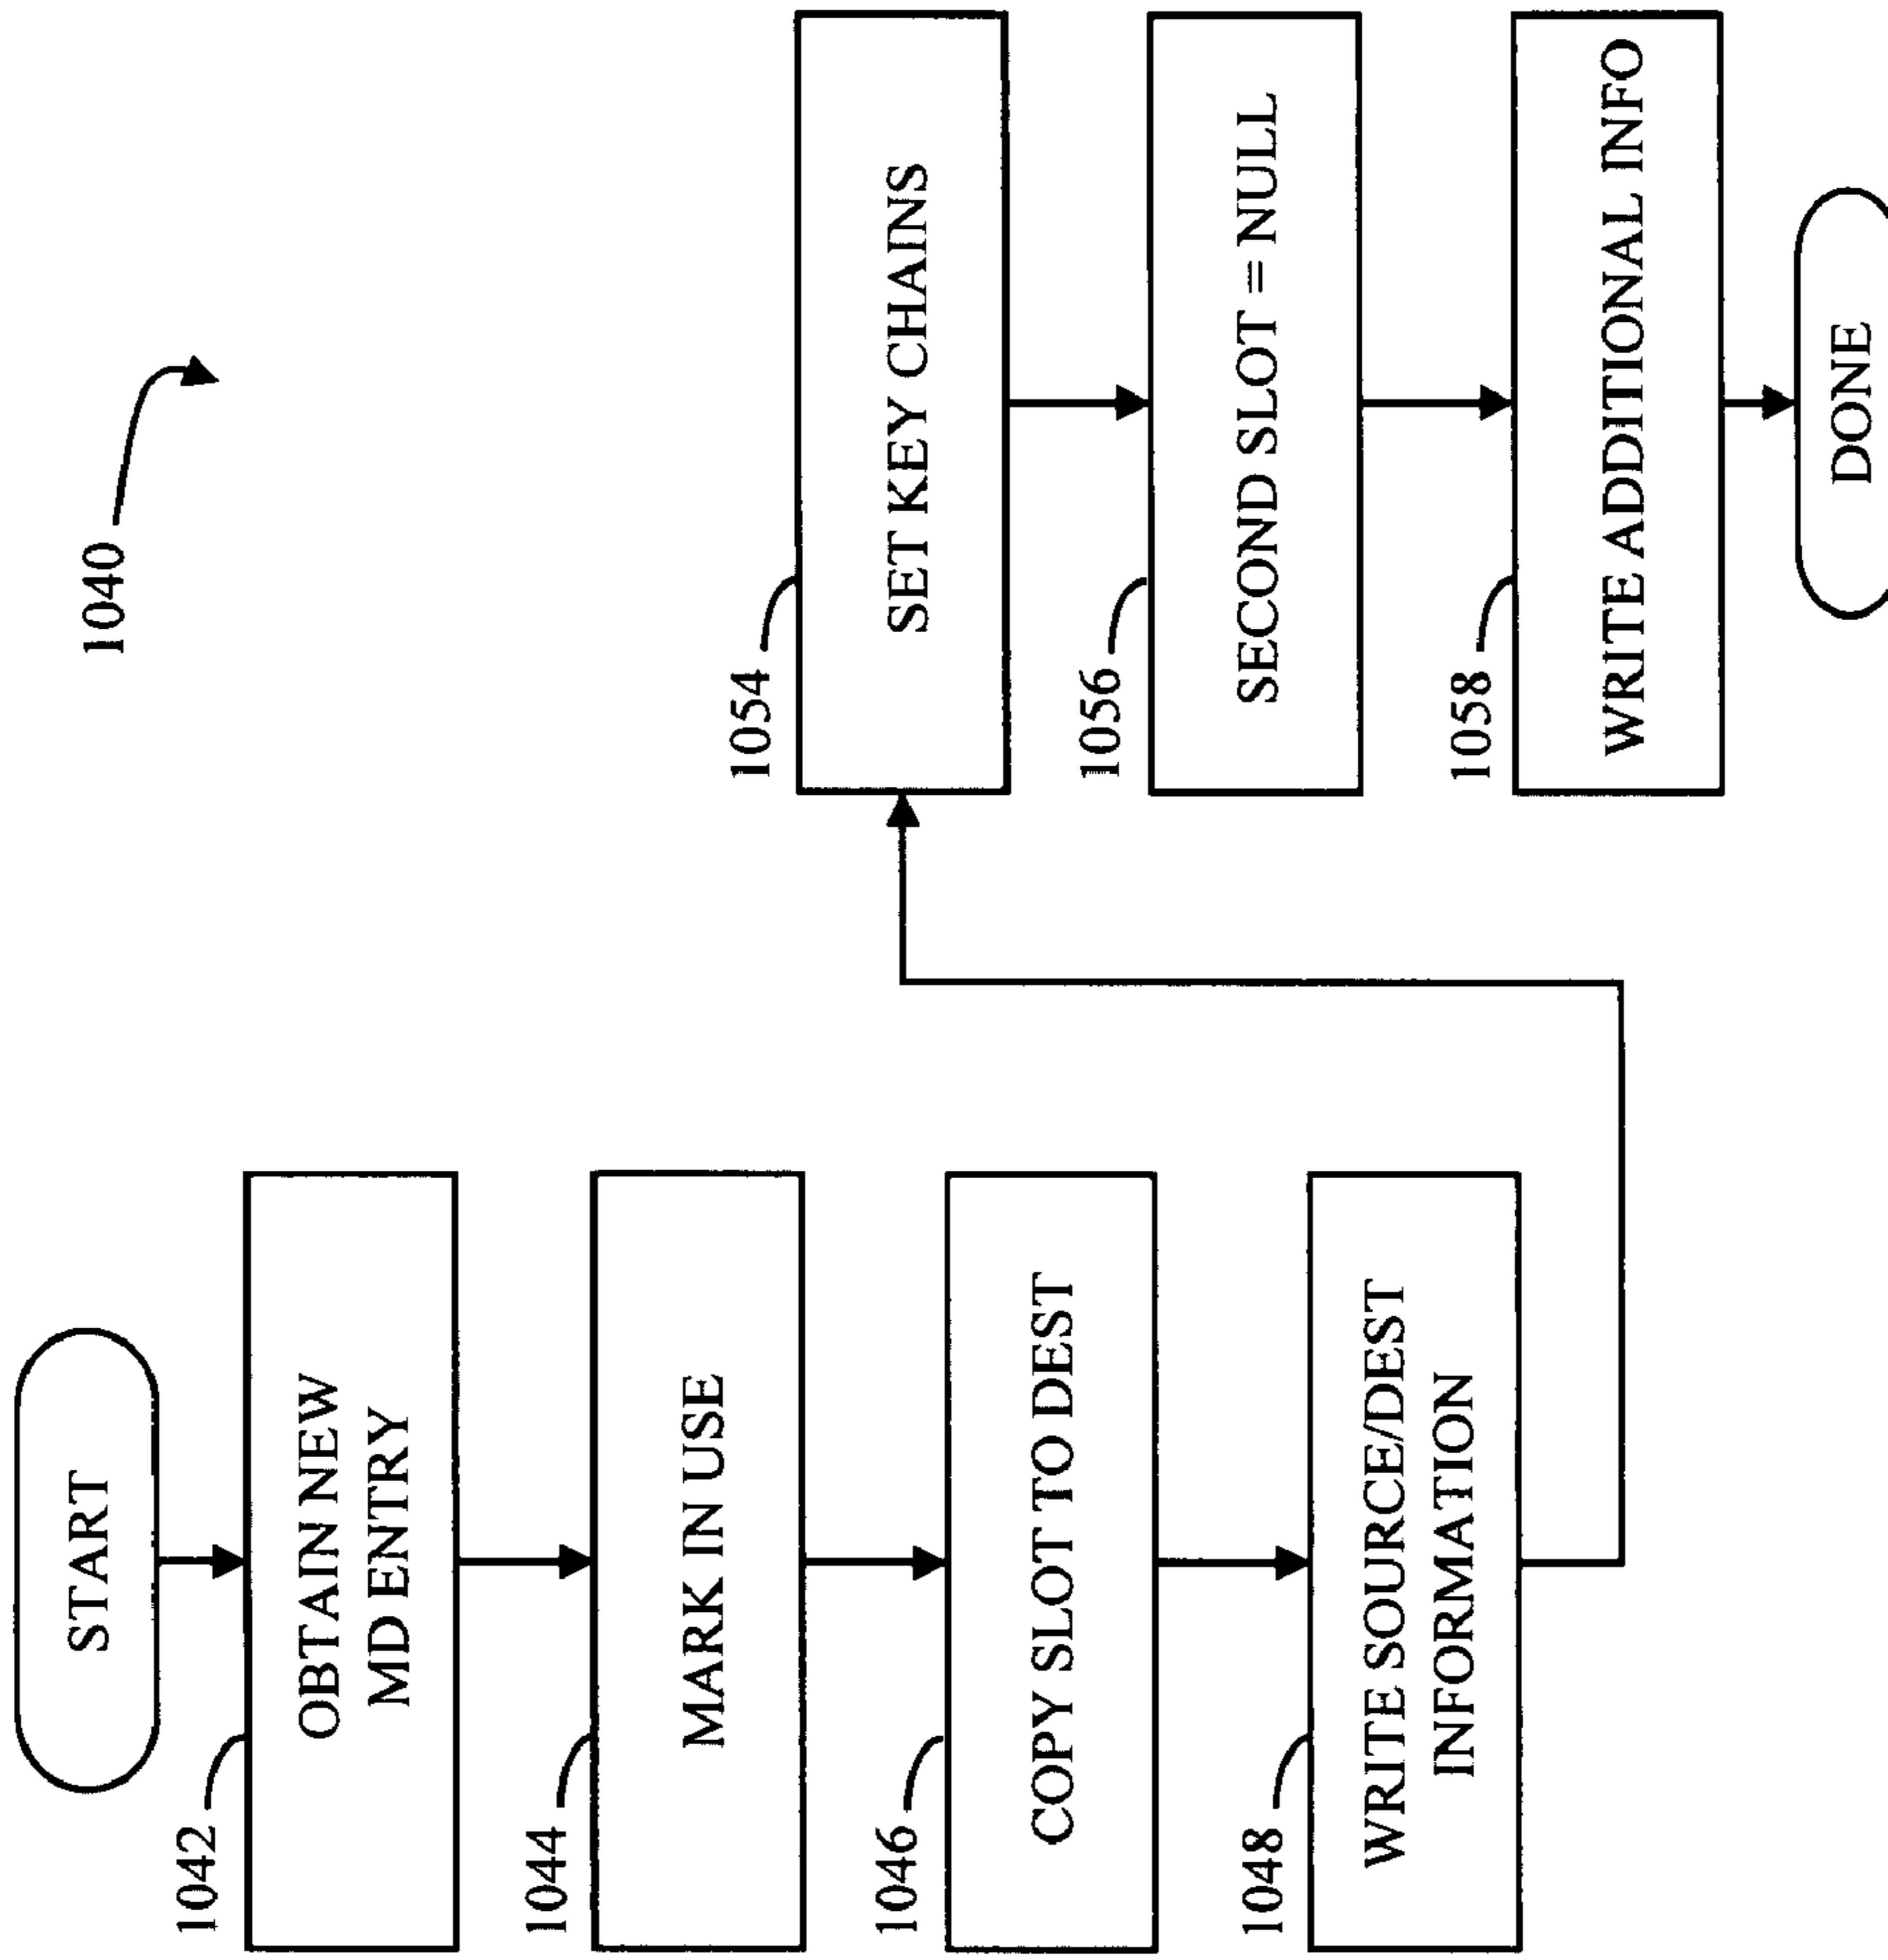 1040
START
1042
OBTAIN NEW
MD ENTRY
1044
MARK IN USE
1046
COPY SLOT TO DEST
1048
WRITE SOURCE/DEST
INFORMATION
1054
SET KEY CHAINS
1056
SECOND SLOT = NULL
1058
WRITE ADDITIONAL INFO
DONE